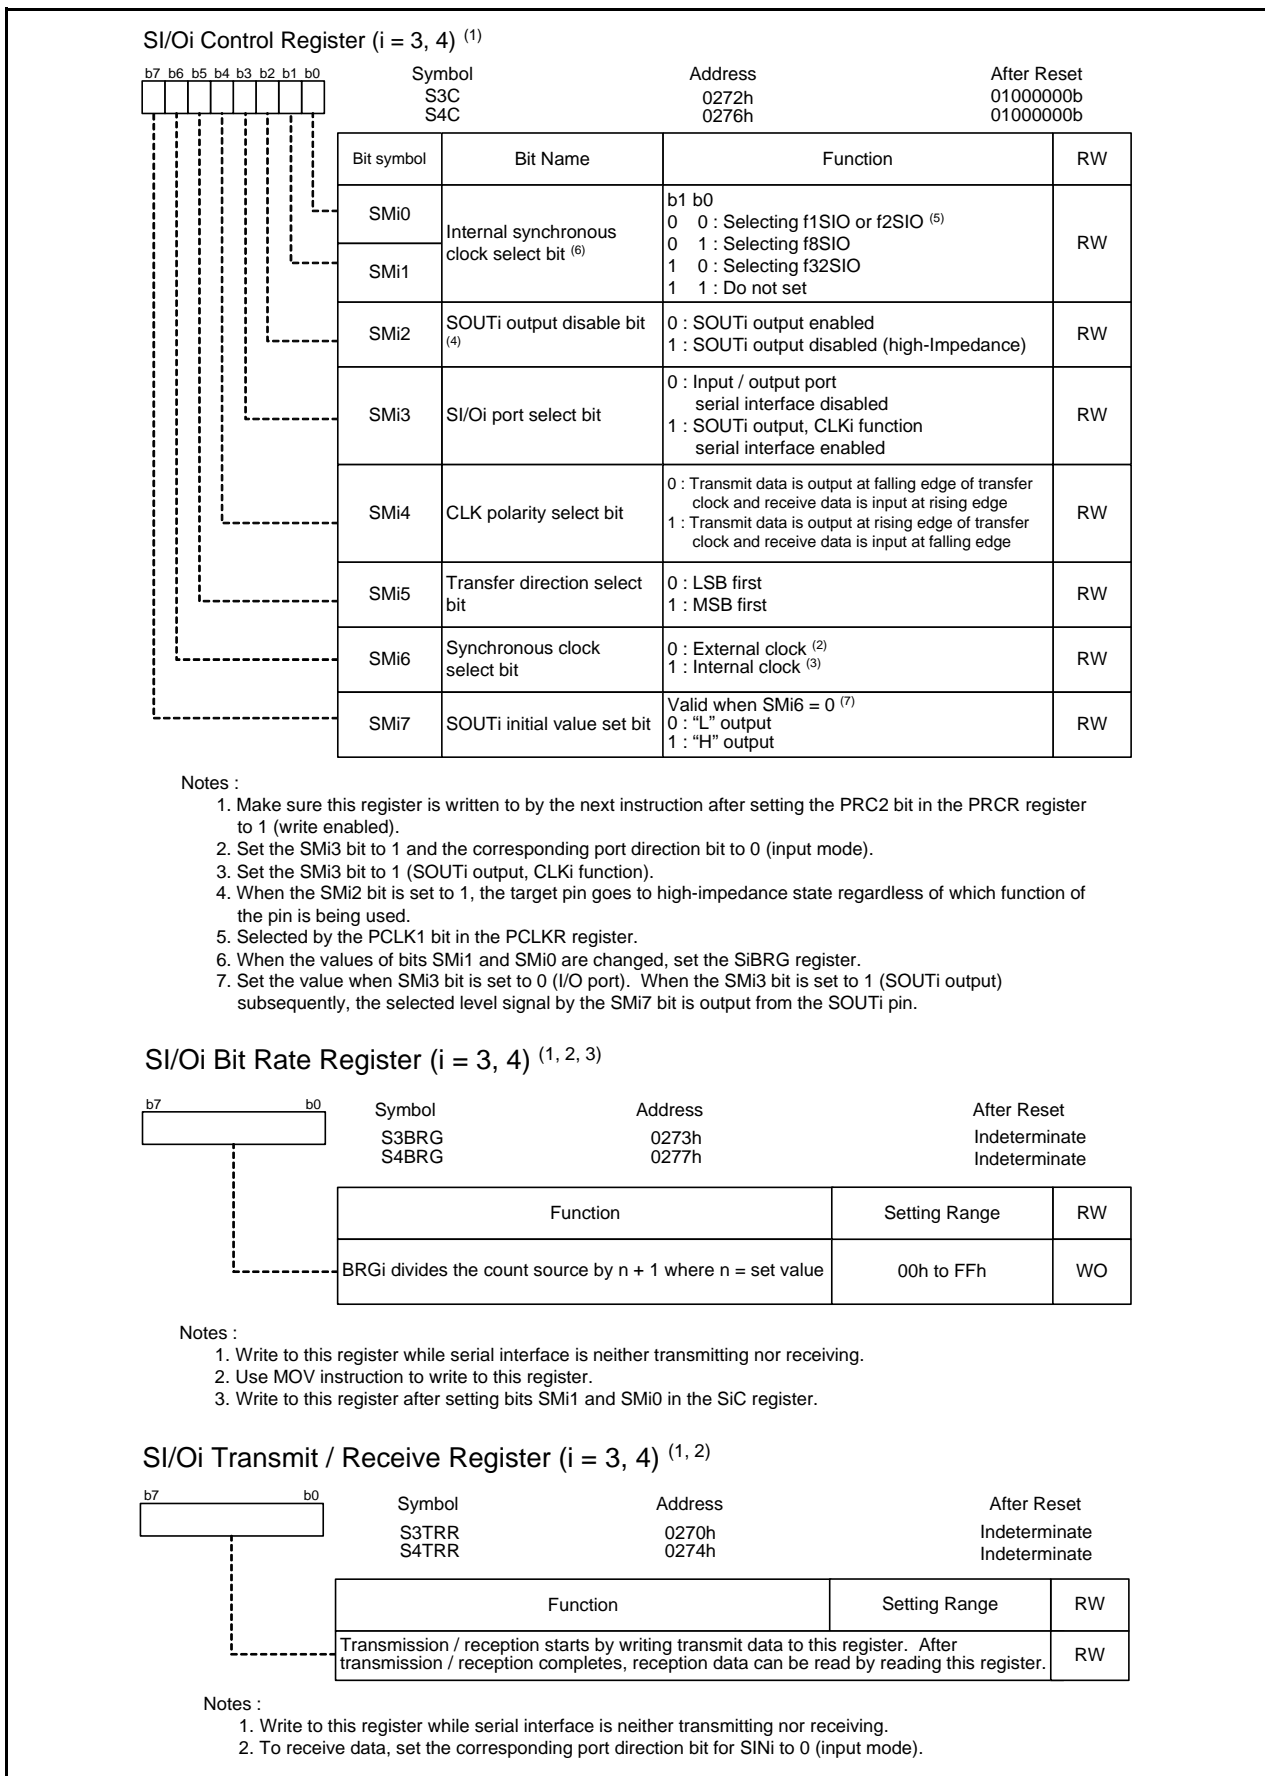 SI/Oi Control Register (i = 3, 4) (1)
b7 b6 b5 b4 b3 b2 b1 b0
Symbol Address After Reset
S3C 0272h 01000000b
S4C 0276h 01000000b
Bit symbol Bit Name Function RW
SMi0
SMi1
Internal synchronous
clock select bit (6)
b1 b0
0 0 : Selecting f1SIO or f2SIO (5)
0 1 : Selecting f8SIO
1 0 : Selecting f32SIO
1 1 : Do not set
RW
SMi2
SOUTi output disable bit
(4)
0 : SOUTi output enabled
1 : SOUTi output disabled (high-Impedance)
RW
SMi3
SI/Oi port select bit
0 : Input / output port
serial interface disabled
1 : SOUTi output, CLKi function
serial interface enabled
RW
SMi4
CLK polarity select bit
0 : Transmit data is output at falling edge of transfer
clock and receive data is input at rising edge
1 : Transmit data is output at rising edge of transfer
clock and receive data is input at falling edge
RW
SMi5
Transfer direction select
bit
0 : LSB first
1 : MSB first
RW
SMi6
Synchronous clock
select bit
0 : External clock (2)
1 : Internal clock (3)
RW
SMi7
SOUTi initial value set bit
Valid when SMi6 = 0 (7)
0 : “L” output
1 : “H” output
RW
Notes :
1. Make sure this register is written to by the next instruction after setting the PRC2 bit in the PRCR register
to 1 (write enabled).
2. Set the SMi3 bit to 1 and the corresponding port direction bit to 0 (input mode).
3. Set the SMi3 bit to 1 (SOUTi output, CLKi function).
4. When the SMi2 bit is set to 1, the target pin goes to high-impedance state regardless of which function of
the pin is being used.
5. Selected by the PCLK1 bit in the PCLKR register.
6. When the values of bits SMi1 and SMi0 are changed, set the SiBRG register.
7. Set the value when SMi3 bit is set to 0 (I/O port). When the SMi3 bit is set to 1 (SOUTi output)
subsequently, the selected level signal by the SMi7 bit is output from the SOUTi pin.
SI/Oi Bit Rate Register (i = 3, 4) (1, 2, 3)
b7 b0
Symbol Address After Reset
S3BRG 0273h Indeterminate
S4BRG 0277h Indeterminate
Function Setting Range RW
BRGi divides the count source by n + 1 where n = set value 00h to FFh WO
Notes :
1. Write to this register while serial interface is neither transmitting nor receiving.
2. Use MOV instruction to write to this register.
3. Write to this register after setting bits SMi1 and SMi0 in the SiC register.
SI/Oi Transmit / Receive Register (i = 3, 4) (1, 2)
b7 b0
Symbol Address After Reset
S3TRR 0270h Indeterminate
S4TRR 0274h Indeterminate
Function Setting Range RW
Transmission / reception starts by writing transmit data to this register. After
transmission / reception completes, reception data can be read by reading this register.
RW
Notes :
1. Write to this register while serial interface is neither transmitting nor receiving.
2. To receive data, set the corresponding port direction bit for SINi to 0 (input mode).